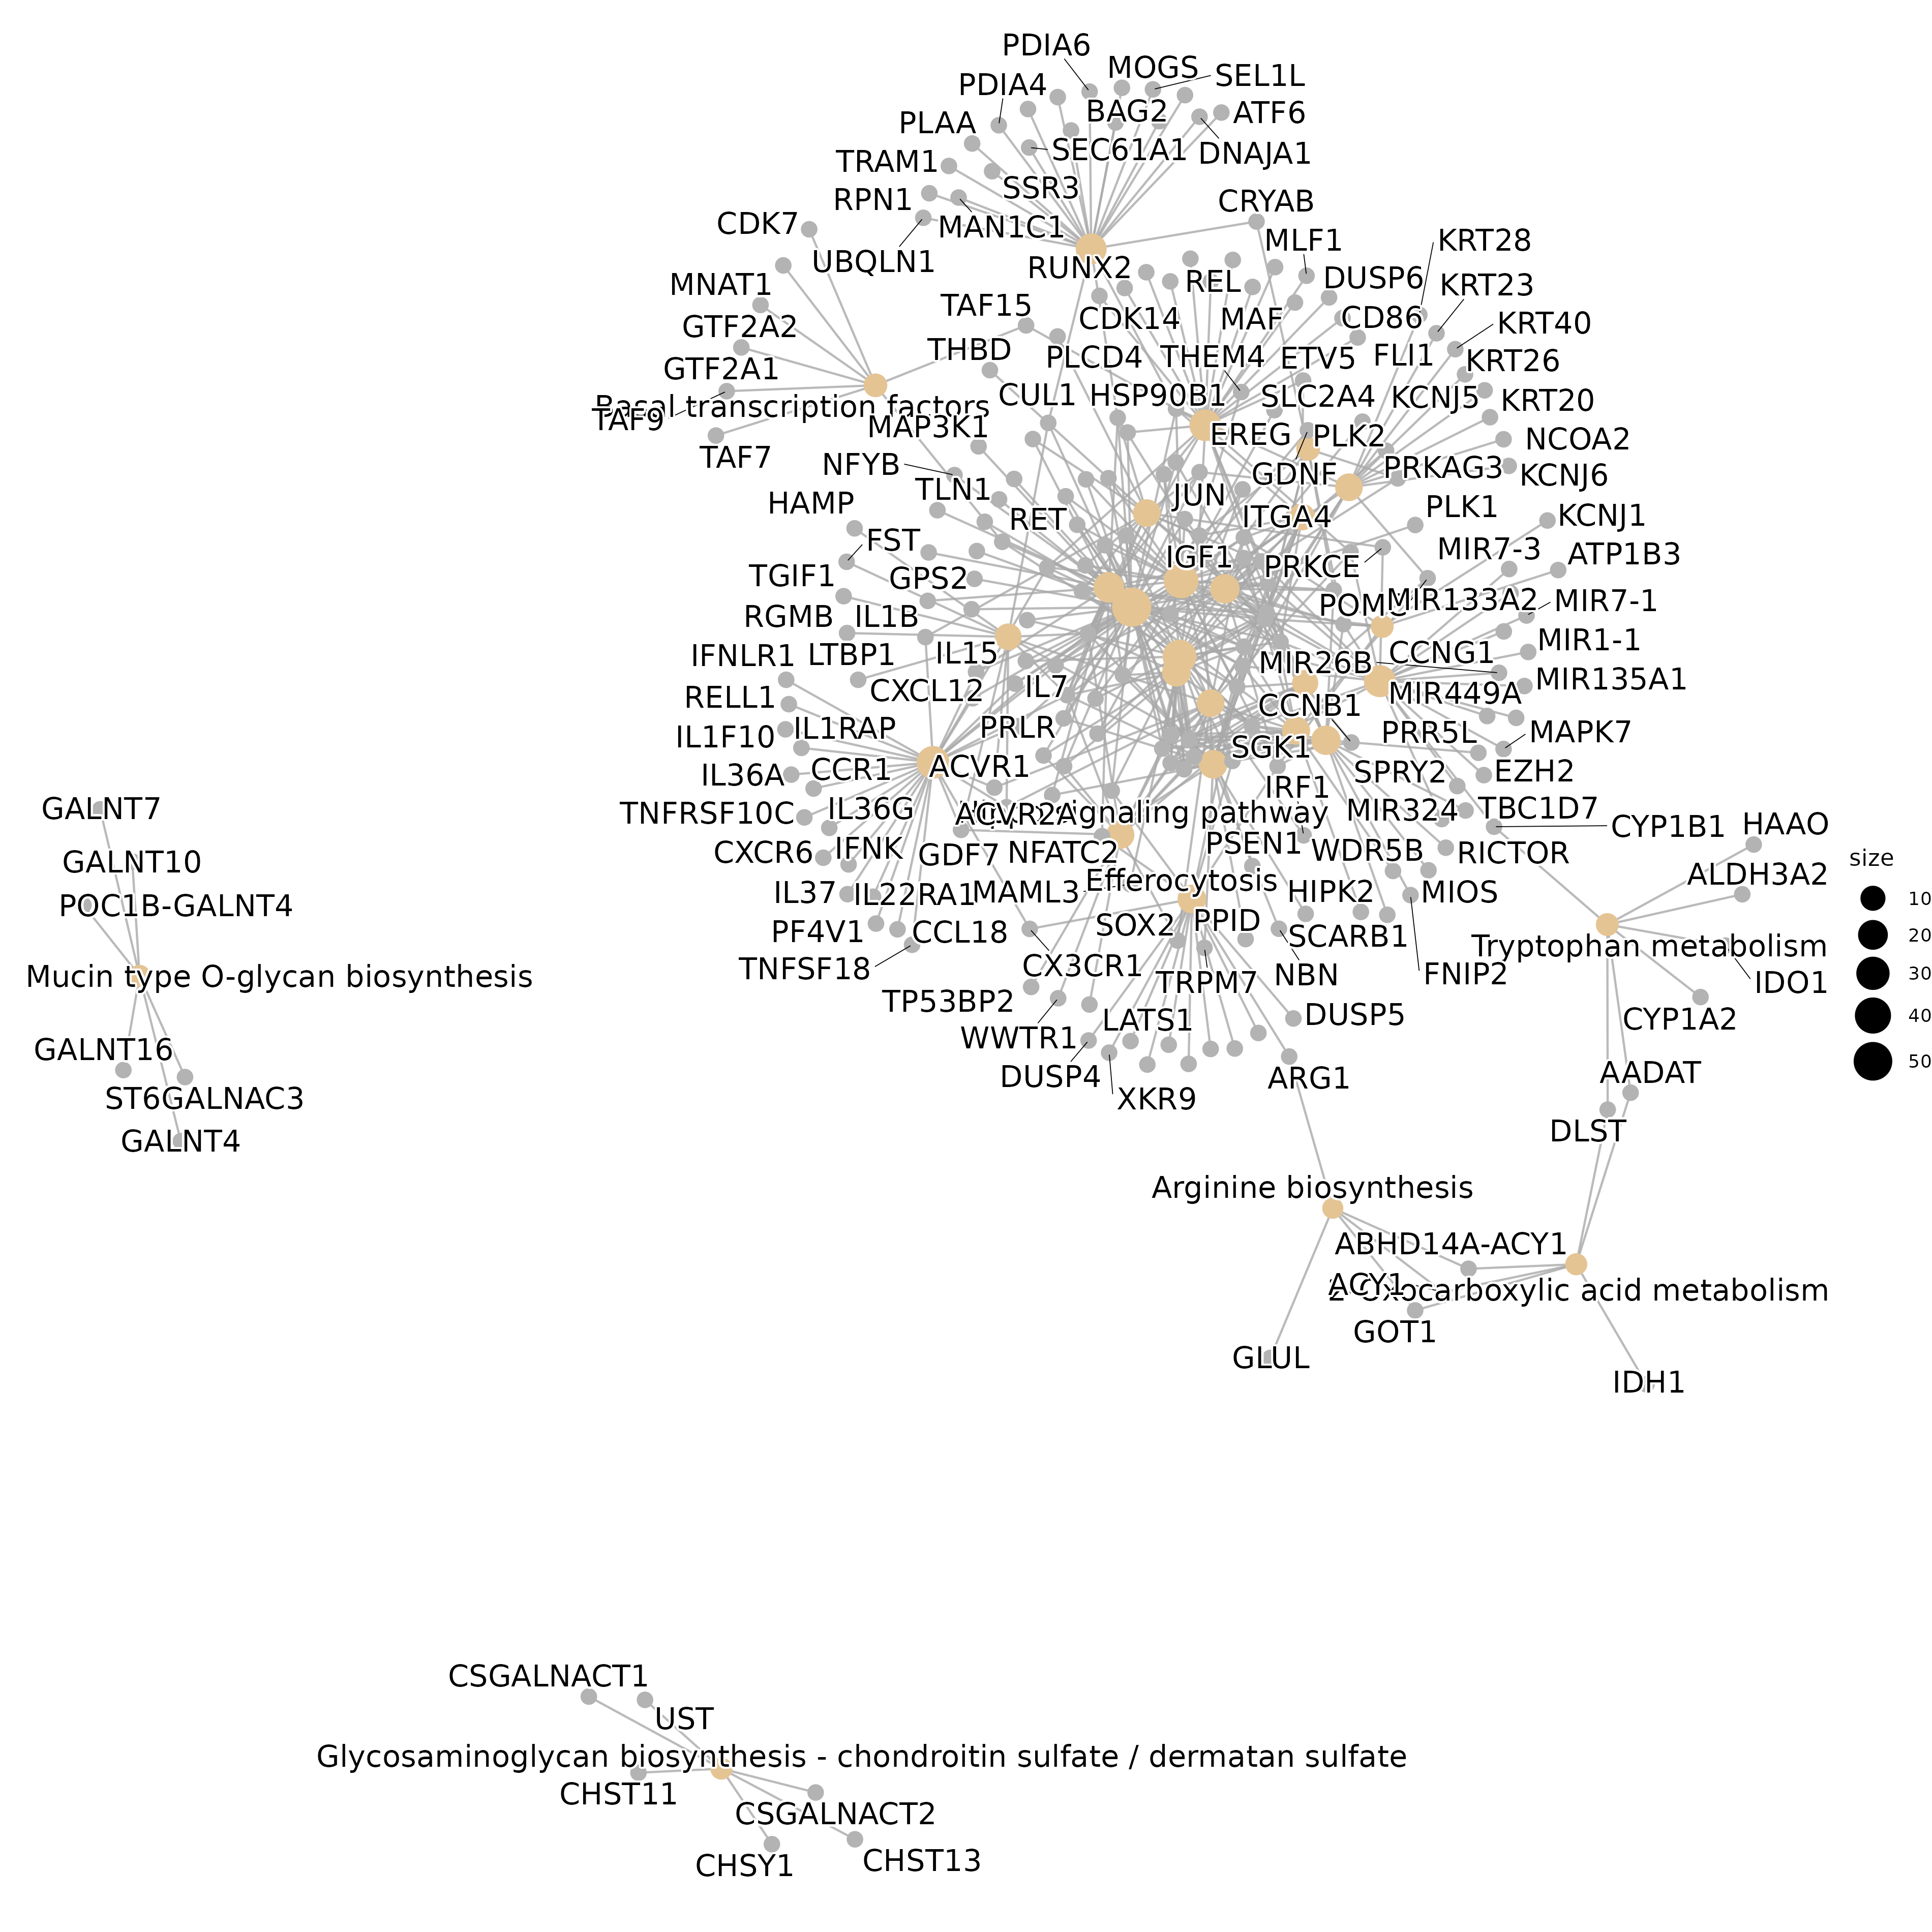 PDIA6
MOGS
SEL1L
PDIA4
BAG2
ATF6
PLAA
SEC61A1
DNAJA1
TRAM1
SSR3
RPN1
CRYAB
CDK7
MAN1C1
MLF1
KRT28
UBQLN1
RUNX2
REL
DUSP6
KRT23
MNAT1
TAF15
CDK14
MAF
CD86
KRT40
GTF2A2
THBD
PLCD4
THEM4
ETV5
FLI1
KRT26
GTF2A1
CUL1
HSP90B1
SLC2A4
KCNJ5
KRT20
Basal transcription factors
TAF9
MAP3K1
EREG
PLK2
NCOA2
TAF7
NFYB
GDNF
PRKAG3
KCNJ6
TLN1
JUN
HAMP
RET
ITGA4
PLK1
KCNJ1
FST
IGF1
PRKCE
MIR7-3
ATP1B3
TGIF1
GPS2
POMC
MIR133A2
MIR7-1
RGMB
IL1B
MIR1-1
IFNLR1
LTBP1
IL15
MIR26B
CCNG1
MIR135A1
RELL1
CXCL12
IL7
CCNB1
MIR449A
IL1F10
IL1RAP
PRLR
SGK1
PRR5L
MAPK7
IL36A
CCR1
ACVR1
IRF1
SPRY2
EZH2
TNFRSF10C
IL36G
ACVR2A
signaling pathway
MIR324
TBC1D7
CYP1B1
HAAO
CXCR6
IFNK
GDF7
NFATC2
PSEN1
WDR5B
RICTOR
size
IL37
IL22RA1
MAML3
Efferocytosis
HIPK2
MIOS
ALDH3A2
10
PF4V1
CCL18
SOX2
PPID
SCARB1
20
TNFSF18
CX3CR1
TRPM7
NBN
FNIP2
Tryptophan metabolism
IDO1
30
TP53BP2
WWTR1
LATS1
DUSP5
CYP1A2
40
DUSP4
XKR9
ARG1
AADAT
50
DLST
GALNT7
GALNT10
POC1B-GALNT4
Mucin type O-glycan biosynthesis
GALNT16
ST6GALNAC3
GALNT4
Arginine biosynthesis
ABHD14A-ACY1
ACY1
2-Oxocarboxylic acid metabolism
GOT1
GLUL
IDH1
CSGALNACT1
UST
Glycosaminoglycan biosynthesis - chondroitin sulfate / dermatan sulfate
CHST11
CSGALNACT2
CHSY1
CHST13